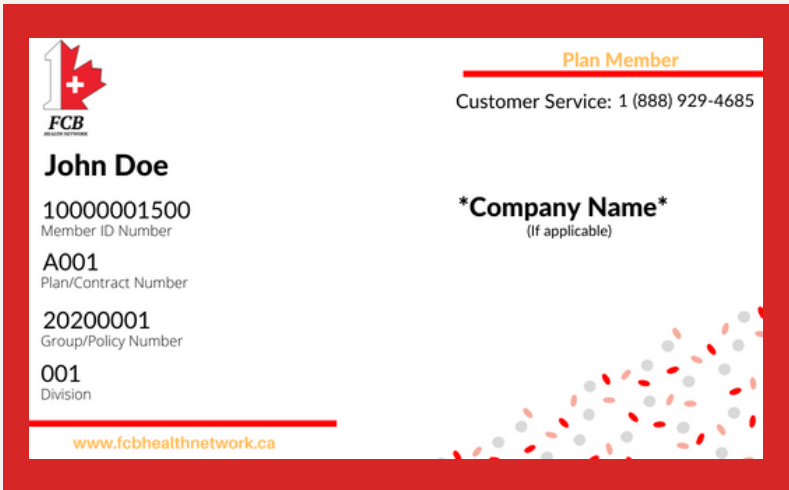 FCB
HEALTH NETWORK
Plan Member
Customer Service: 1 (888) 929-4685
John Doe
10000001500
Member ID Number
*Company Name*
(If applicable)
A001
Plan/Contract Number
20200001
Group/Policy Number
001
Division
www.fcbhealthnetwork.ca